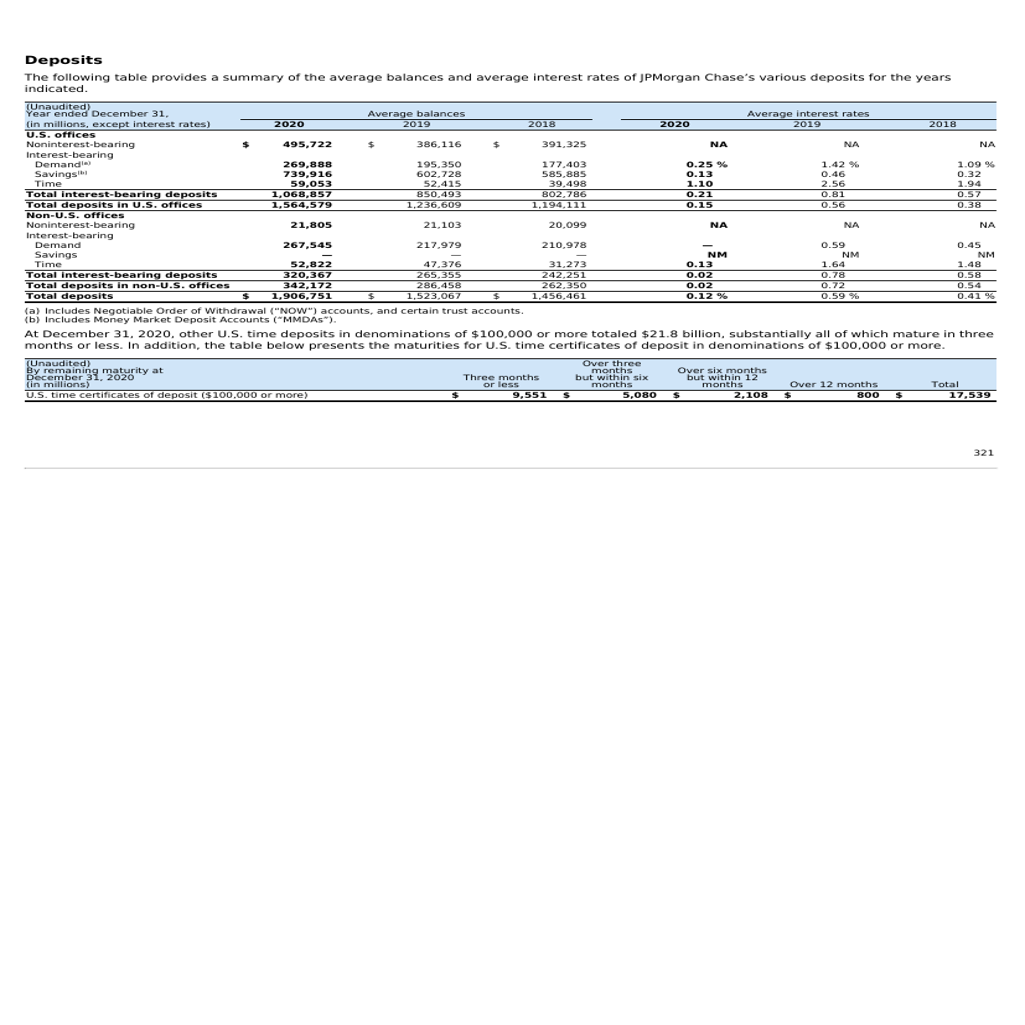 Deposits
The following table provides a summary of the average balances and average interest rates of JPMorgan Chase’s various deposits for the years
indicated.
(Unaudited)
Year ended December 31, Average balances Average interest rates
(in millions, except interest rates) 2020 2019 2018 2020 2019 2018
U.S. offices
Noninterest-bearing $ 495,722 $ 386,116 $ 391,325 NA NA NA
Interest-bearing
Demand(a) 269,888 195,350 177,403 0.25 % 1.42 % 1.09 %
Savings(b) 739,916 602,728 585,885 0.13 0.46 0.32
Time 59,053 52,415 39,498 1.10 2.56 1.94
Total interest-bearing deposits 1,068,857 850,493 802,786 0.21 0.81 0.57
Total deposits in U.S. offices 1,564,579 1,236,609 1,194,111 0.15 0.56 0.38
Non-U.S. offices
Noninterest-bearing 21,805 21,103 20,099 NA NA NA
Interest-bearing
Demand 267,545 217,979 210,978 — 0.59 0.45
Savings — — — NM NM NM
Time 52,822 47,376 31,273 0.13 1.64 1.48
Total interest-bearing deposits 320,367 265,355 242,251 0.02 0.78 0.58
Total deposits in non-U.S. offices 342,172 286,458 262,350 0.02 0.72 0.54
Total deposits $ 1,906,751 $ 1,523,067 $ 1,456,461 0.12 % 0.59 % 0.41 %
(a) Includes Negotiable Order of Withdrawal (“NOW”) accounts, and certain trust accounts.
(b) Includes Money Market Deposit Accounts (“MMDAs”).
At December 31, 2020, other U.S. time deposits in denominations of $100,000 or more totaled $21.8 billion, substantially all of which mature in three
months or less. In addition, the table below presents the maturities for U.S. time certificates of deposit in denominations of $100,000 or more.
(Unaudited)
By remaining maturity at
December 31, 2020
(in millions)
Three months
or less
Over three
months
but within six
months
Over six months
but within 12
months
Over 12 months
Total
U.S. time certificates of deposit ($100,000 or more) $ 9,551 $ 5,080 $ 2,108 $ 800 $ 17,539
321